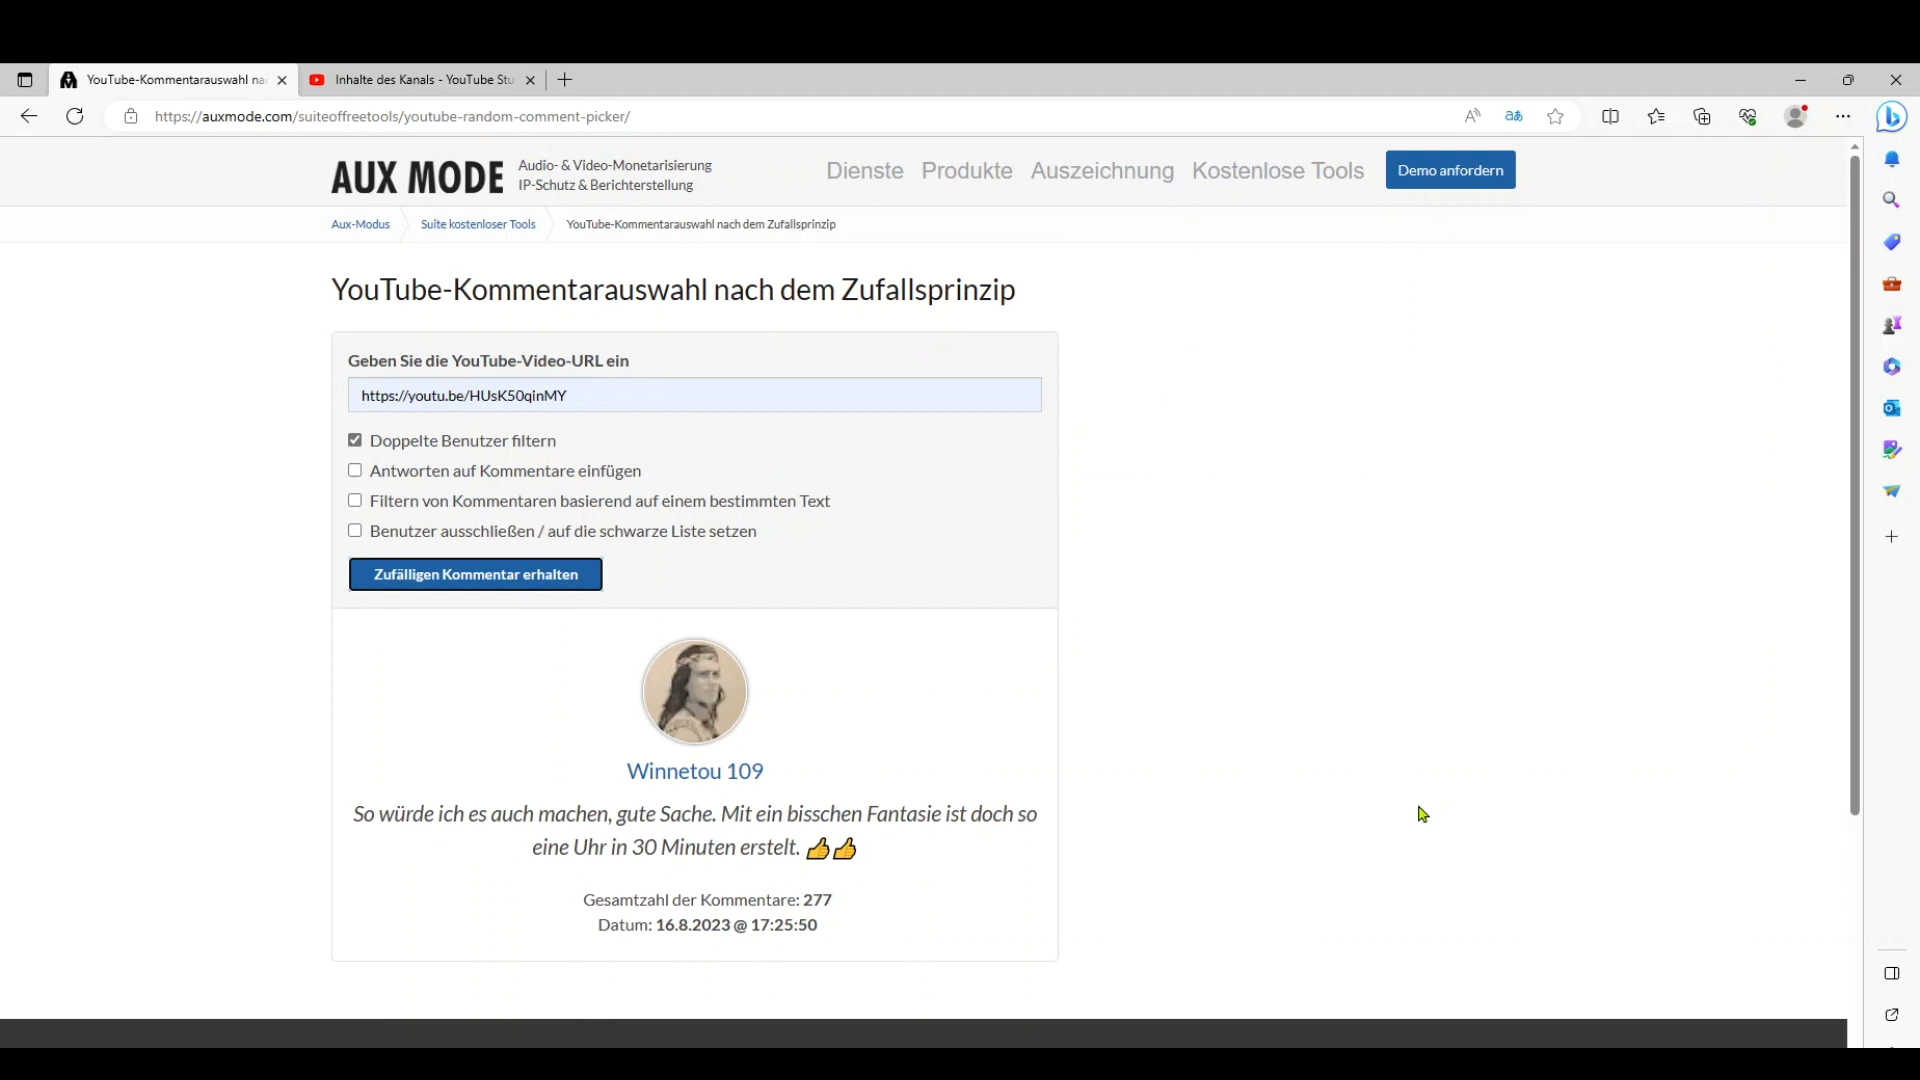 YouTube-Kommentarauswahl na
Inhalte des Kanals - YouTube Stu
https://auxmode.com/suiteoffreetools/youtube-random-comment-picker/
AUX MODE
Audio- & Video-Monetarisierung
IP-Schutz & Berichterstellung
Dienste Produkte Auszeichnung Kostenlose Tools Demo anfordern
Aux-Modus Suite kostenloser Tools YouTube-Kommentarauswahl nach dem Zufallsprinzip
YouTube-Kommentarauswahl nach dem Zufallsprinzip
Geben Sie die YouTube-Video-URL ein
https://youtu.be/HUsK50qinMY
Doppelte Benutzer filtern
Antworten auf Kommentare einfügen
Filtern von Kommentaren basierend auf einem bestimmten Text
Benutzer ausschließen / auf die schwarze Liste setzen
Zufälligen Kommentar erhalten
Winnetou 109
So würde ich es auch machen, gute Sache. Mit ein bisschen Fantasie ist doch so
eine Uhr in 30 Minuten erstelt. 👍👍
Gesamtzahl der Kommentare: 277
Datum: 16.8.2023 @ 17:25:50